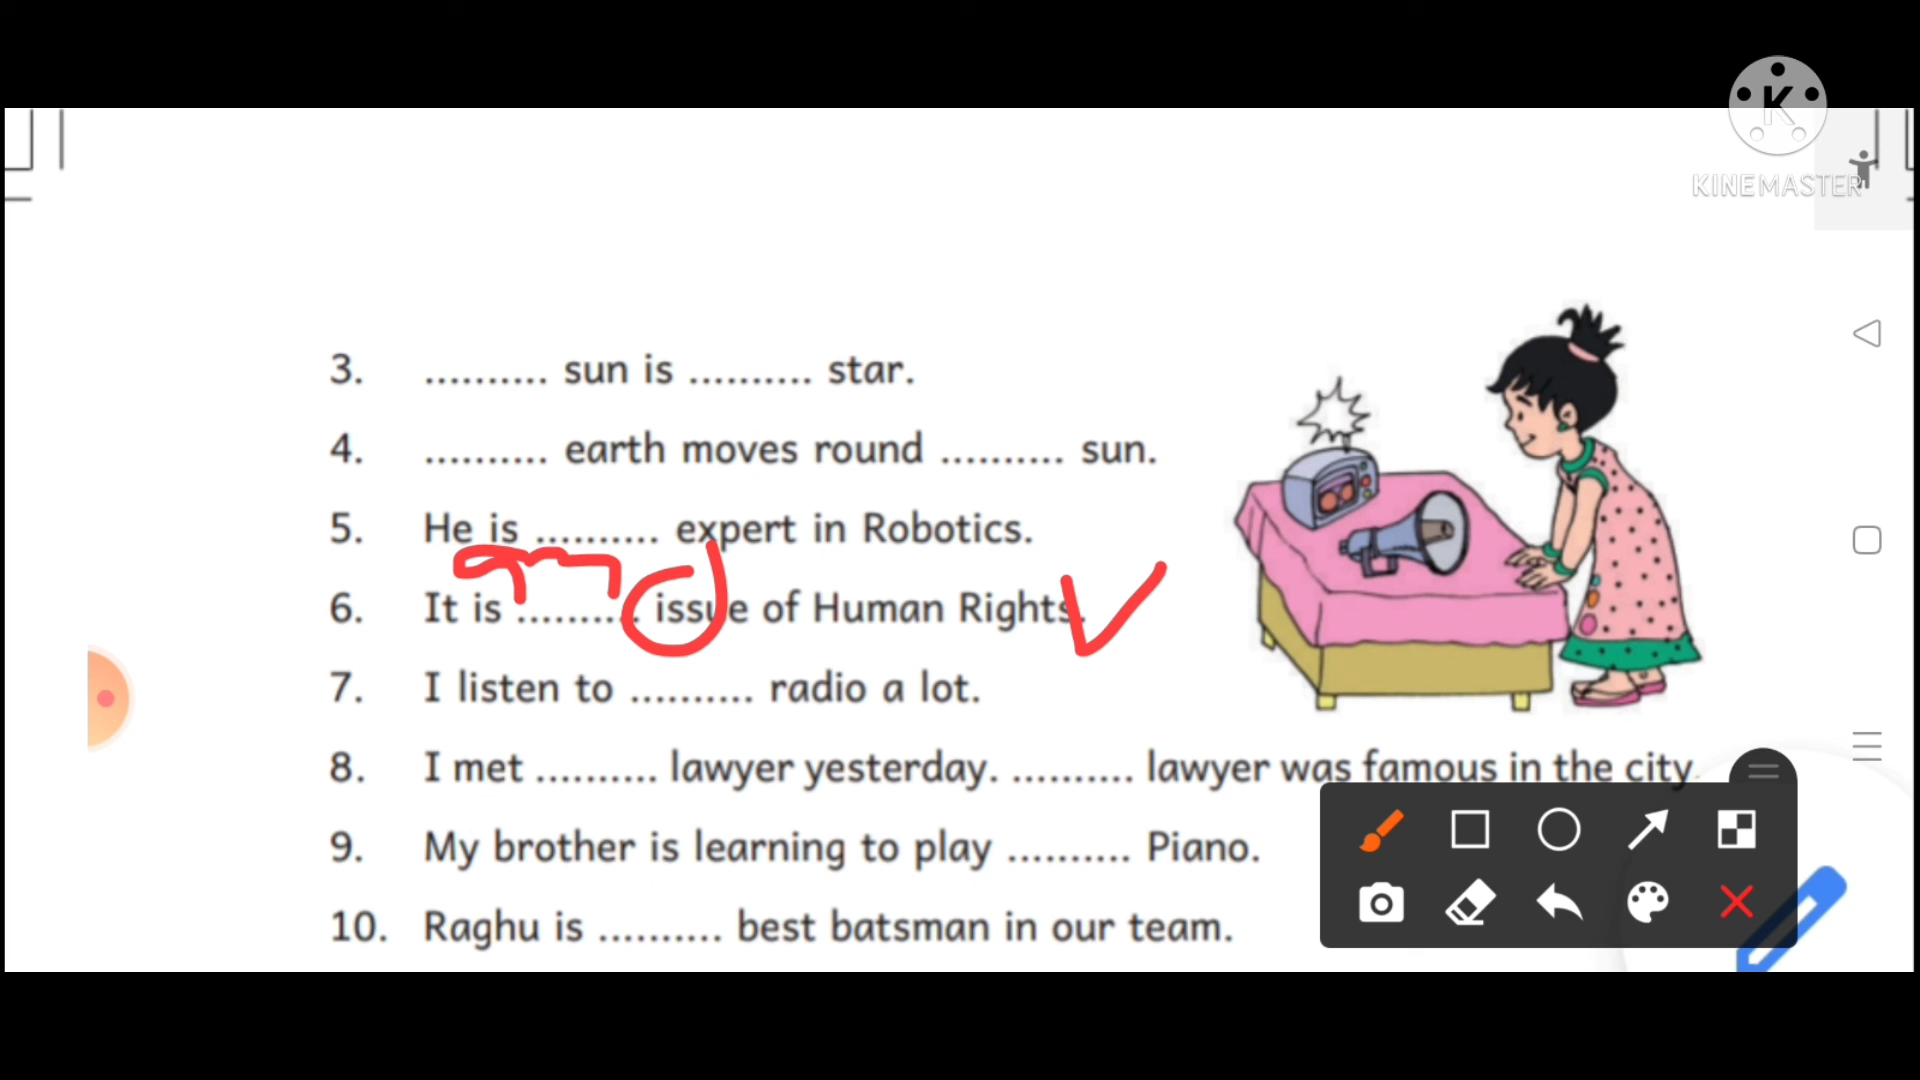 KINEMASTER
3. .......... sun is .......... star.
4. .......... earth moves round .......... sun.
5. He is .......... expert in Robotics.
6. It is .......... issue of Human Rights.
7. I listen to .......... radio a lot.
8. I met .......... lawyer yesterday. .......... lawyer was famous in the city.
9. My brother is learning to play .......... Piano.
10. Raghu is .......... best batsman in our team.